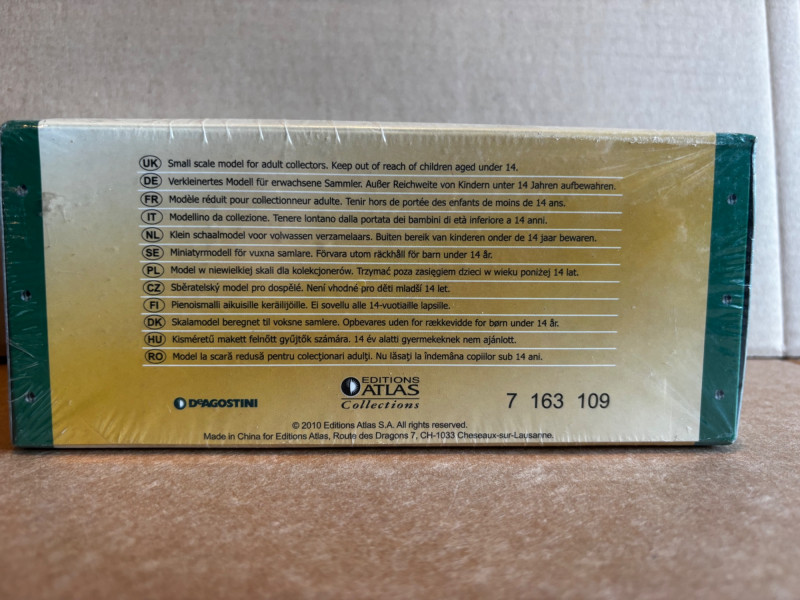 UK Small scale model for adult collectors. Keep out of reach of children aged under 14.
DE Verkleinertes Modell für erwachsene Sammler. Außer Reichweite von Kindern unter 14 Jahren aufbewahren.
FR Modèle réduit pour collectionneur adulte. Tenir hors de portée des enfants de moins de 14 ans.
IT Modellino da collezione. Tenere lontano dalla portata dei bambini di età inferiore a 14 anni.
NL Klein schaalmodel voor volwassen verzamelaars. Buiten bereik van kinderen onder de 14 jaar bewaren.
SE Miniatyrmodell för vuxna samlare. Förvara utom räckhåll för barn under 14 år.
PL Model w niewielkiej skali dla kolekcjonerów. Trzymać poza zasięgiem dzieci w wieku poniżej 14 lat.
CZ Sběratelský model pro dospělé. Není vhodné pro děti mladší 14 let.
FI Pienoismalli aikuisille keräilijöille. Ei sovellu alle 14-vuotiaille lapsille.
DK Skalamodel beregnet til voksne samlere. Opbevares uden for rækkevidde for børn under 14 år.
HU Kisméretű makett felnőtt gyűjtők számára. 14 év alatti gyermekeknek nem ajánlott.
RO Model la scară redusă pentru colecționari adulți. Nu lăsați la îndemâna copiilor sub 14 ani.
DeAGOSTINI
EDITIONS
ATLAS
Collections
7 163 109
© 2010 Editions Atlas S.A. All rights reserved.
Made in China for Editions Atlas, Route des Dragons 7, CH-1033 Cheseaux-sur-Lausanne.